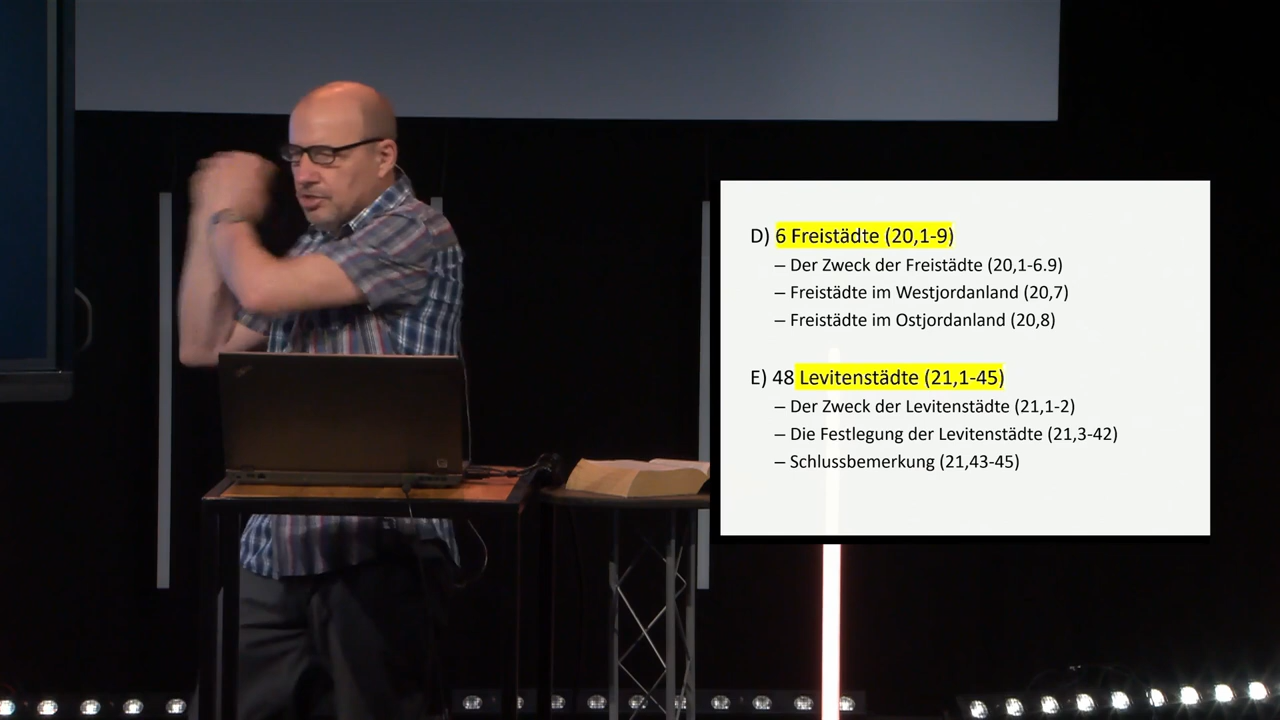 D) 6 Freistädte (20,1-9)
– Der Zweck der Freistädte (20,1-6.9)
– Freistädte im Westjordanland (20,7)
– Freistädte im Ostjordanland (20,8)
E) 48 Levitenstädte (21,1-45)
– Der Zweck der Levitenstädte (21,1-2)
– Die Festlegung der Levitenstädte (21,3-42)
– Schlussbemerkung (21,43-45)